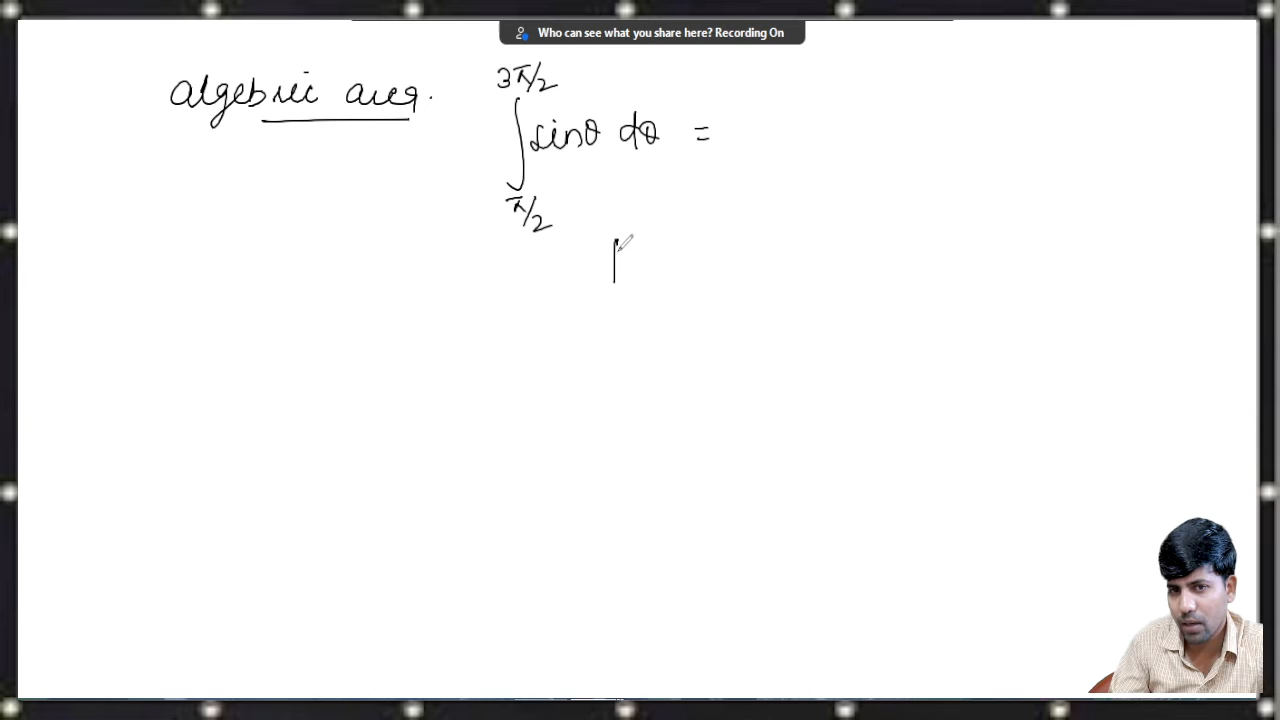 Who can see what you share here? Recording On
algebric area.
3π/2
∫ sinθ dθ =
π/2